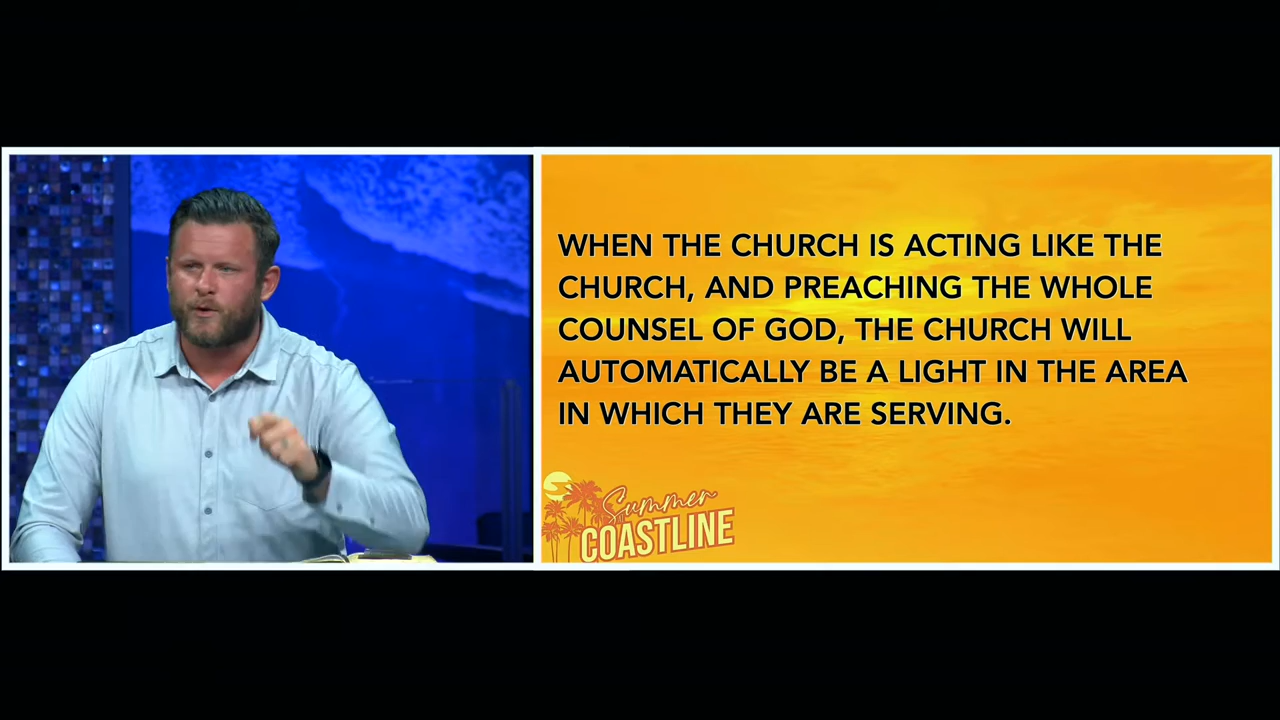 WHEN THE CHURCH IS ACTING LIKE THE
CHURCH, AND PREACHING THE WHOLE
COUNSEL OF GOD, THE CHURCH WILL
AUTOMATICALLY BE A LIGHT IN THE AREA
IN WHICH THEY ARE SERVING.
Summer
AT
COASTLINE